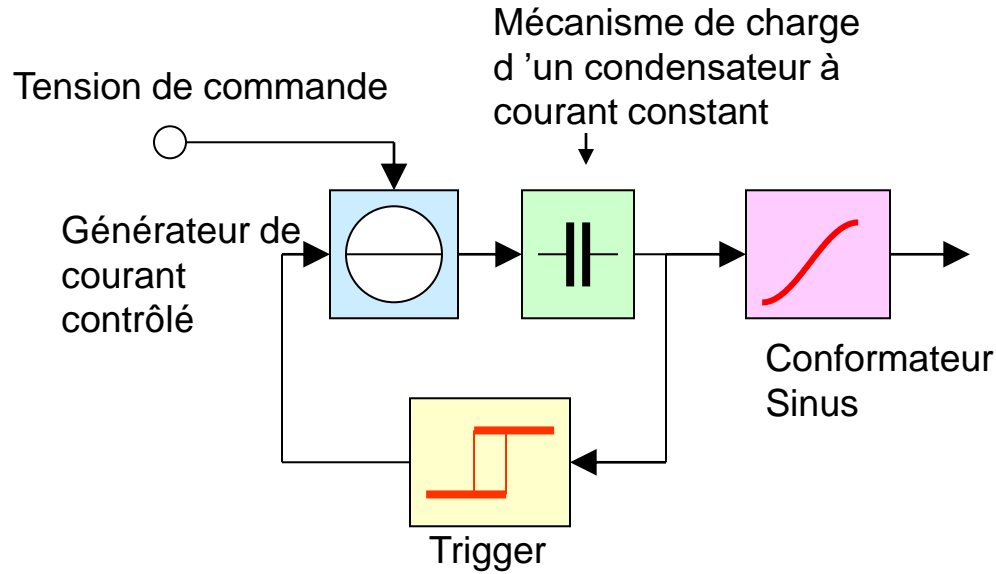 Mécanisme de charge
d ’un condensateur à
courant constant
Tension de commande
Générateur de
courant
contrôlé
Conformateur
Sinus
Trigger